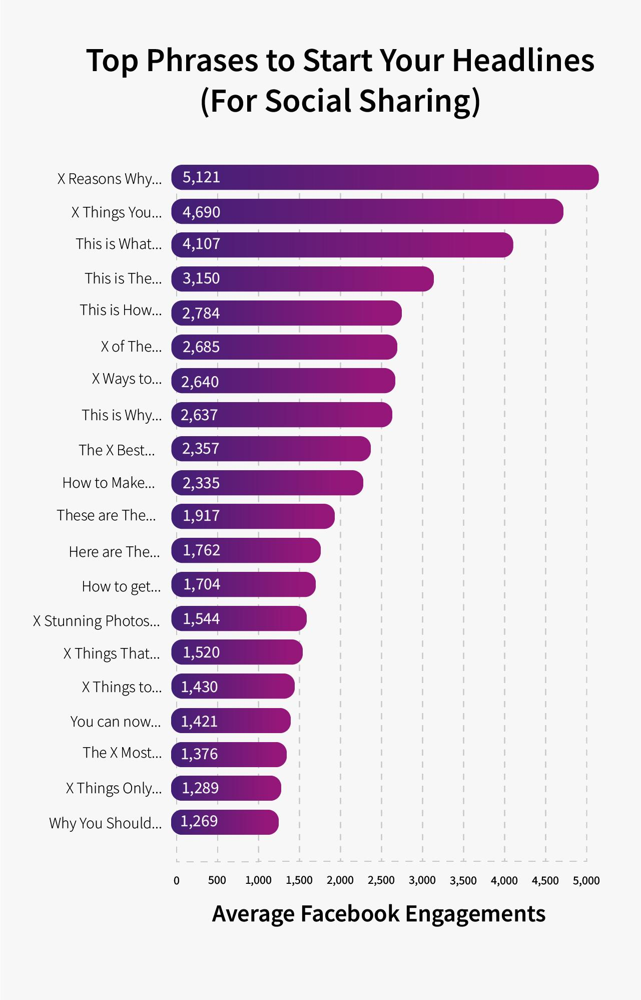 Top Phrases to Start Your Headlines
(For Social Sharing)
X Reasons Why... 5,121
X Things You... 4,690
This is What... 4,107
This is The... 3,150
This is How... 2,784
X of The... 2,685
X Ways to... 2,640
This is Why... 2,637
The X Best... 2,357
How to Make... 2,335
These are The... 1,917
Here are The... 1,762
How to get... 1,704
X Stunning Photos... 1,544
X Things That... 1,520
X Things to... 1,430
You can now... 1,421
The X Most... 1,376
X Things Only... 1,289
Why You Should... 1,269
0 500 1,000 1,500 2,000 2,500 3,000 3,500 4,000 4,500 5,000
Average Facebook Engagements